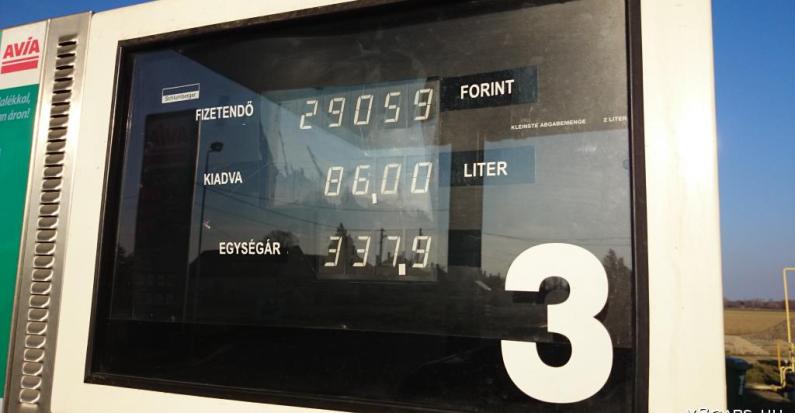 AVIA
Schlumberger
FIZETENDŐ 29059 FORINT
KLEINSTE ABGABEMENGE 2 LITER
KIADVA 86,00 LITER
EGYSÉGÁR 337,9
3